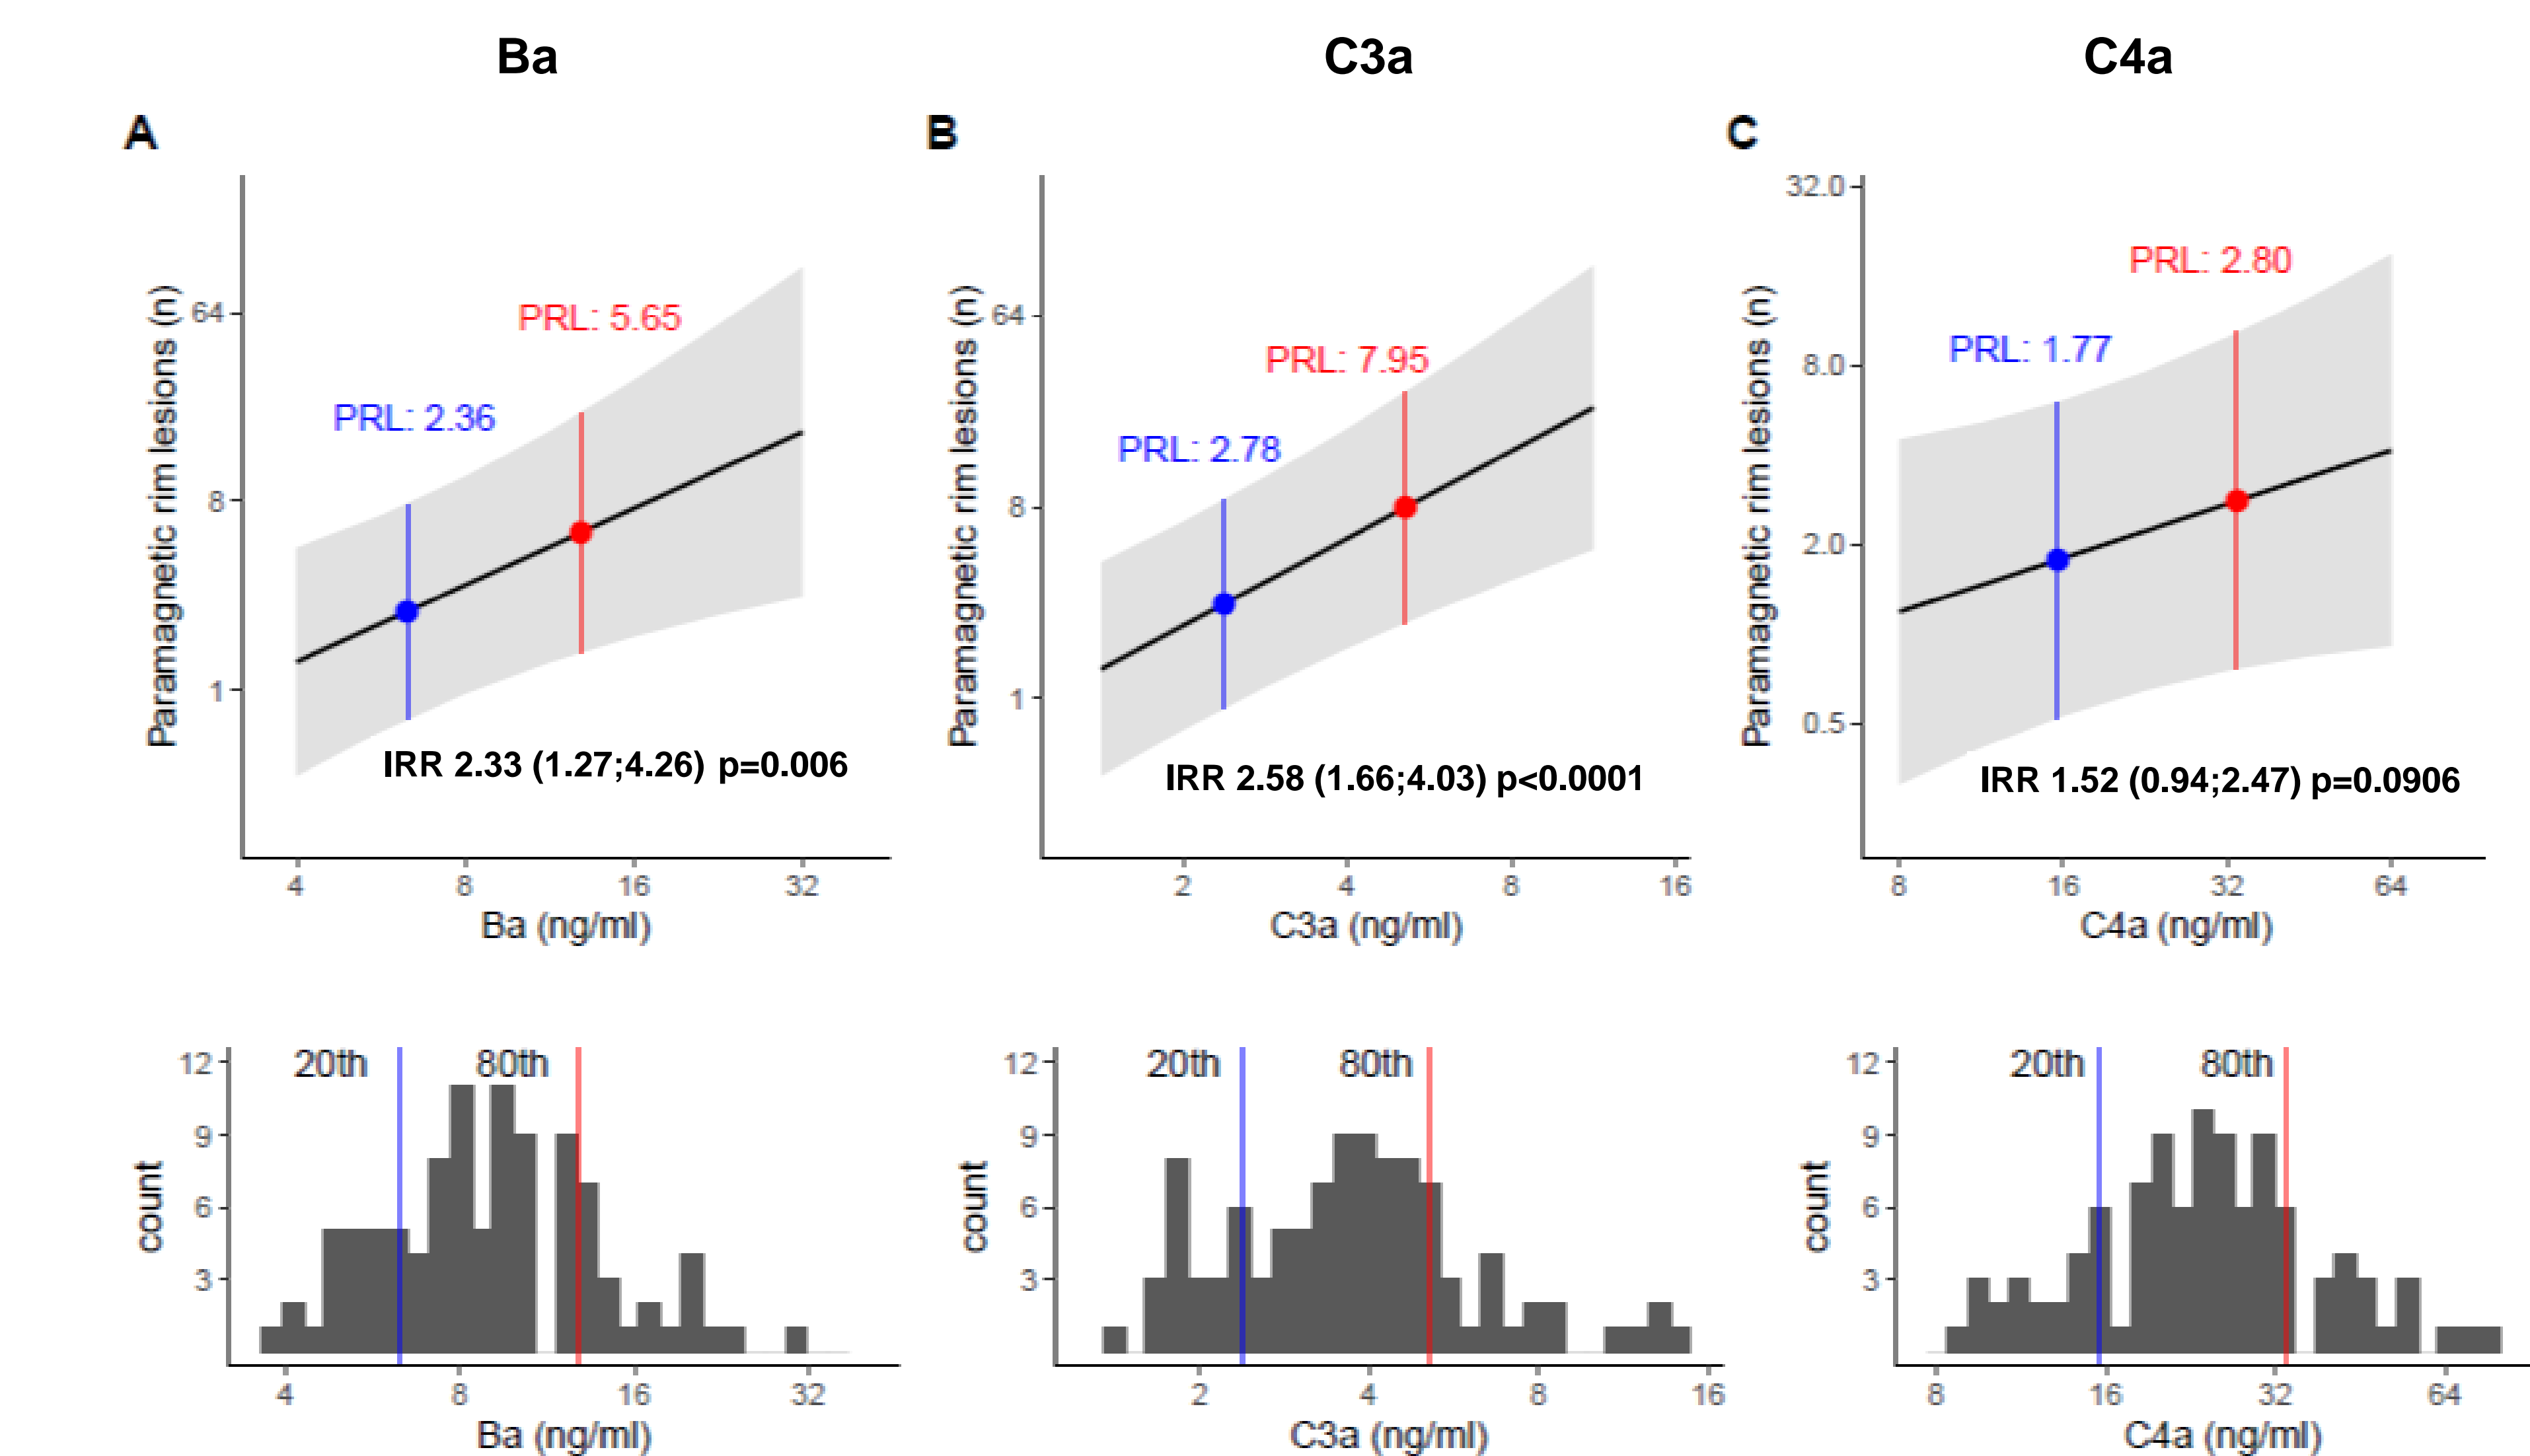 Ba
C3a
C4a
A
B
C
Paramagnetic rim lesions (n)
64
8
1
PRL: 2.36
PRL: 5.65
IRR 2.33 (1.27;4.26) p=0.006
4 8 16 32
Ba (ng/ml)
Paramagnetic rim lesions (n)
64
8
1
PRL: 2.78
PRL: 7.95
IRR 2.58 (1.66;4.03) p<0.0001
2 4 8 16
C3a (ng/ml)
Paramagnetic rim lesions (n)
32.0
8.0
2.0
0.5
PRL: 1.77
PRL: 2.80
IRR 1.52 (0.94;2.47) p=0.0906
8 16 32 64
C4a (ng/ml)
count
12
9
6
3
20th 80th
4 8 16 32
Ba (ng/ml)
count
12
9
6
3
20th 80th
2 4 8 16
C3a (ng/ml)
count
12
9
6
3
20th 80th
8 16 32 64
C4a (ng/ml)